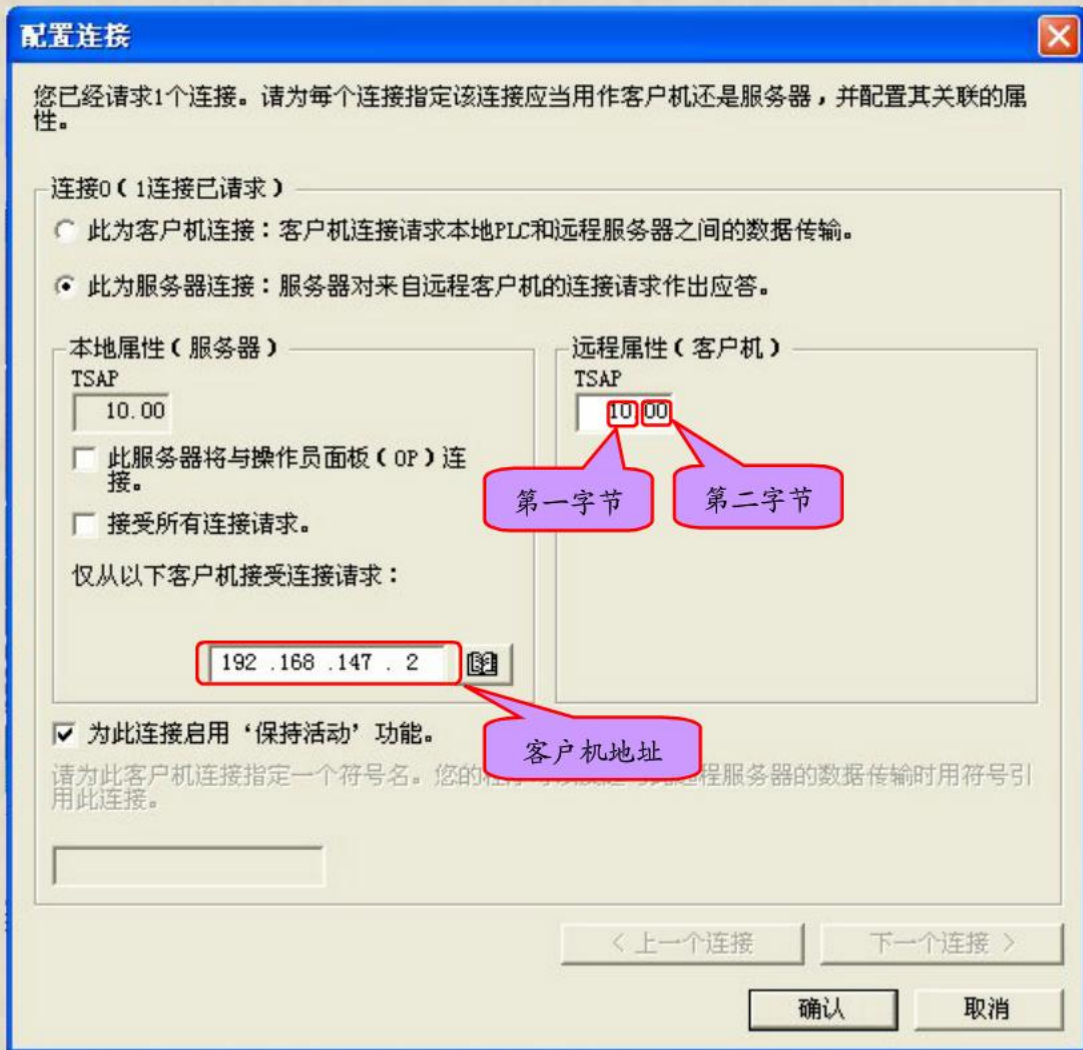 配置连接
您已经请求1个连接。请为每个连接指定该连接应当用作客户机还是服务器,并配置其关联的属
性。
连接0(1连接已请求)
此为客户机连接:客户机连接请求本地PLC和远程服务器之间的数据传输。
此为服务器连接:服务器对来自远程客户机的连接请求作出应答。
本地属性(服务器)
TSAP
10.00
此服务器将与操作员面板(OP)连
接。
接受所有连接请求。
仅从以下客户机接受连接请求:
192 .168 .147 . 2
远程属性(客户机)
TSAP
10.00
第一字节
第二字节
客户机地址
为此连接启用‘保持活动’功能。
请为此客户机连接指定一个符号名。您的程序远程服务器的数据传输时用符号引
用此连接。
< 上一个连接
下一个连接 >
确认
取消